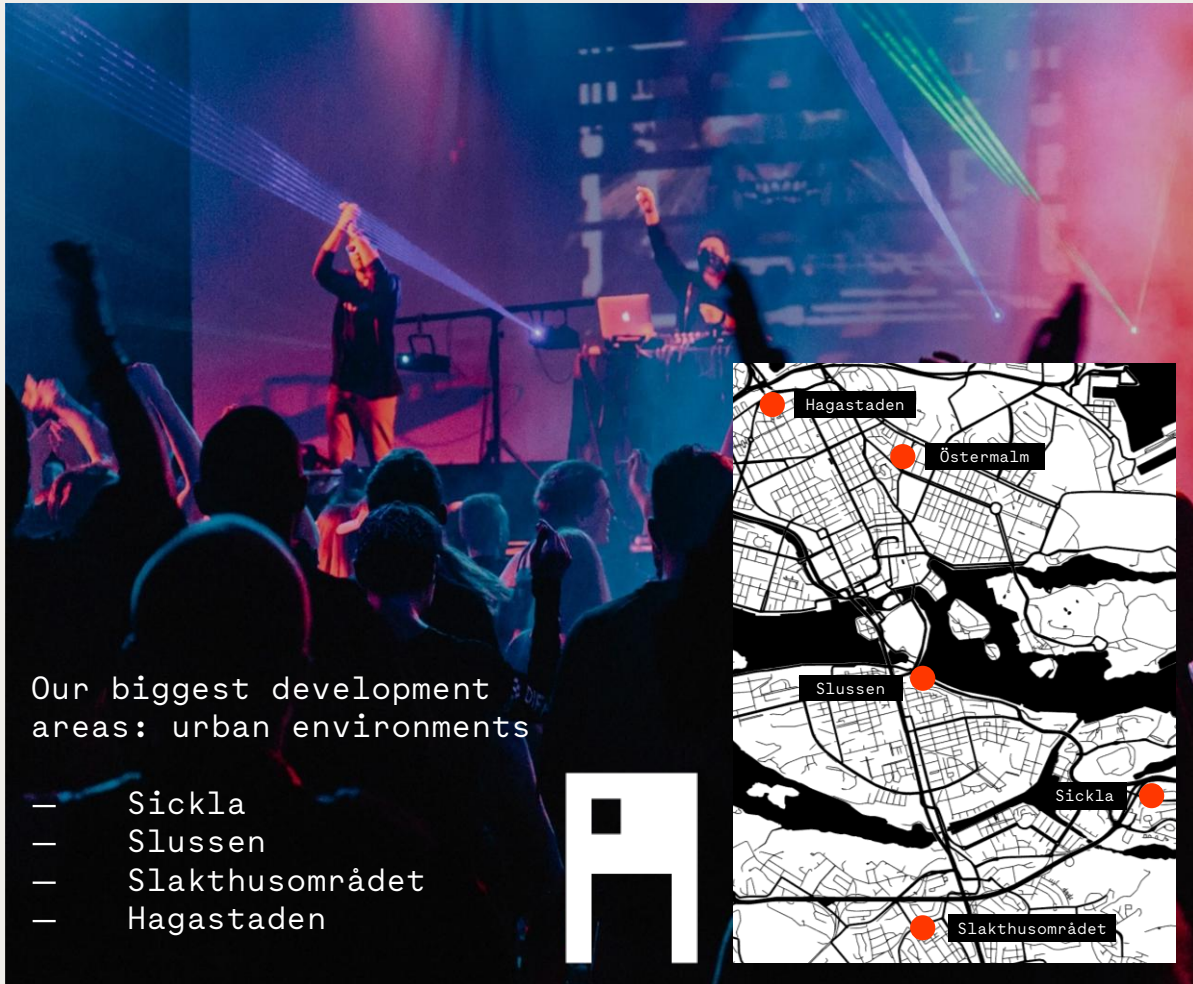 Our biggest development
areas: urban environments
— Sickla
— Slussen
— Slakthusområdet
— Hagastaden
Hagastaden
Östermalm
Slussen
Sickla
Slakthusområdet